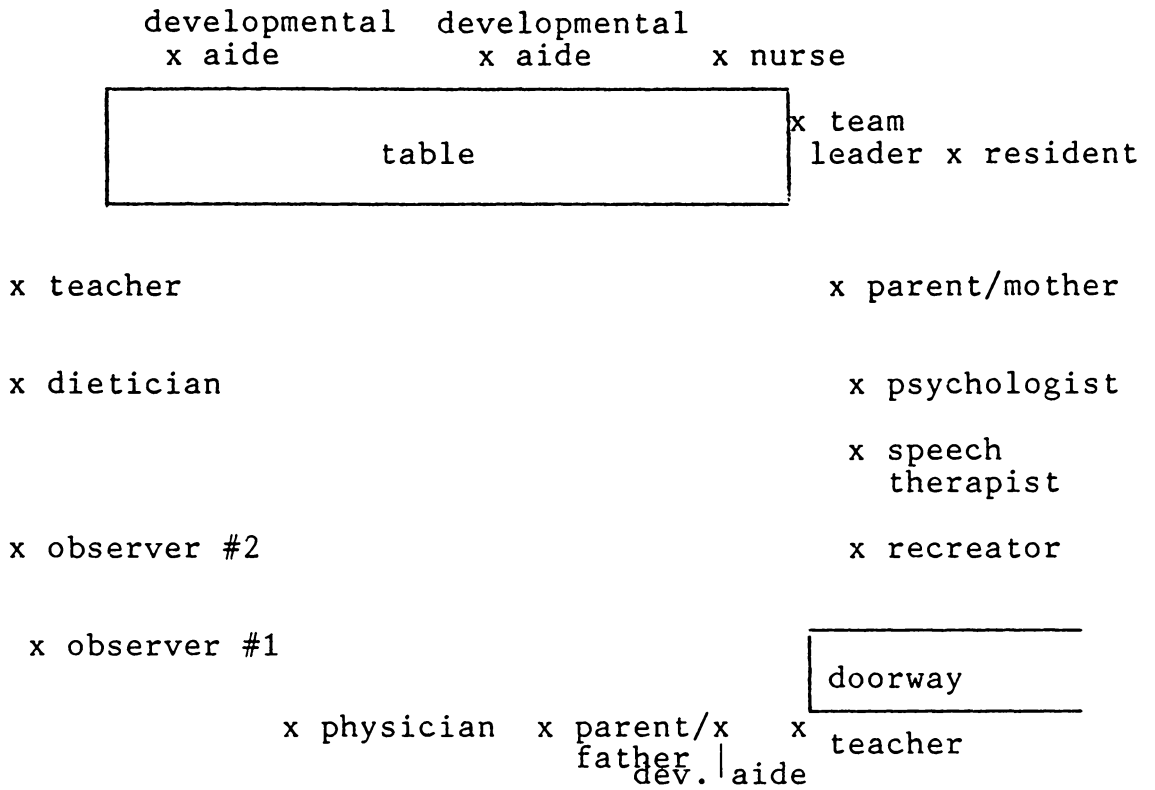 developmental developmental
x aide x aide x nurse
x team
table leader x resident
x teacher x parent/mother
x dietician x psychologist
x speech
therapist
x observer #2 x recreator
x observer #1
doorway
x physician x parent/x x teacher
father
dev. aide